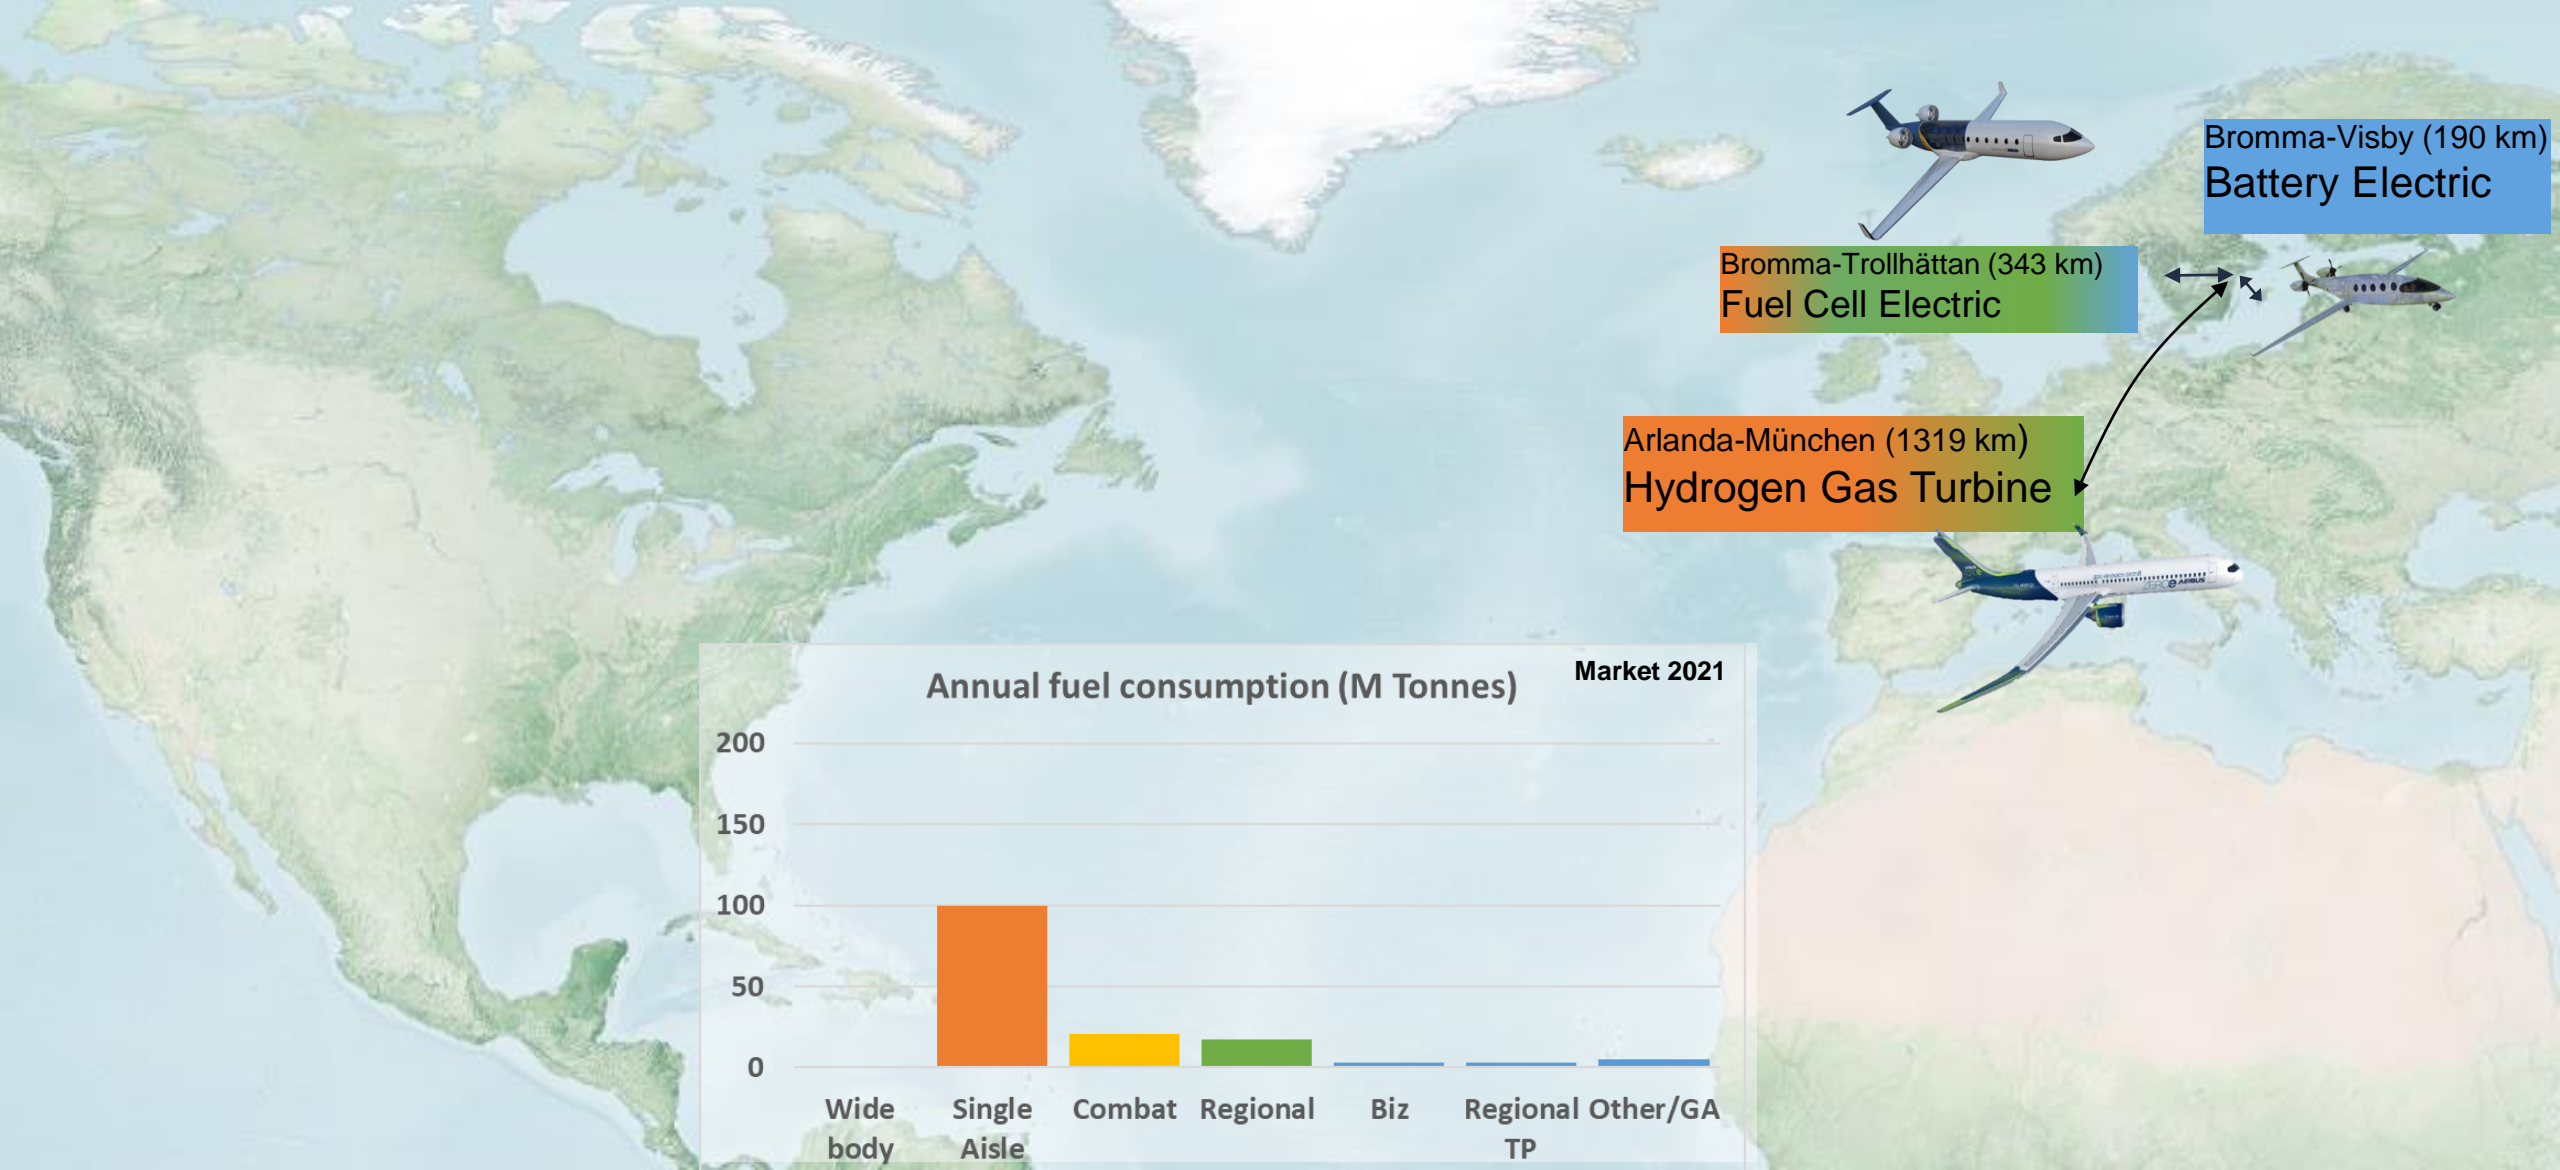 Bromma-Visby (190 km)
Battery Electric
Bromma-Trollhättan (343 km)
Fuel Cell Electric
Arlanda-München (1319 km)
Hydrogen Gas Turbine
ZEROe AIRBUS
Annual fuel consumption (M Tonnes)
Market 2021
200
150
100
50
0
Wide body
Single Aisle
Combat
Regional
Biz
Regional TP
Other/GA